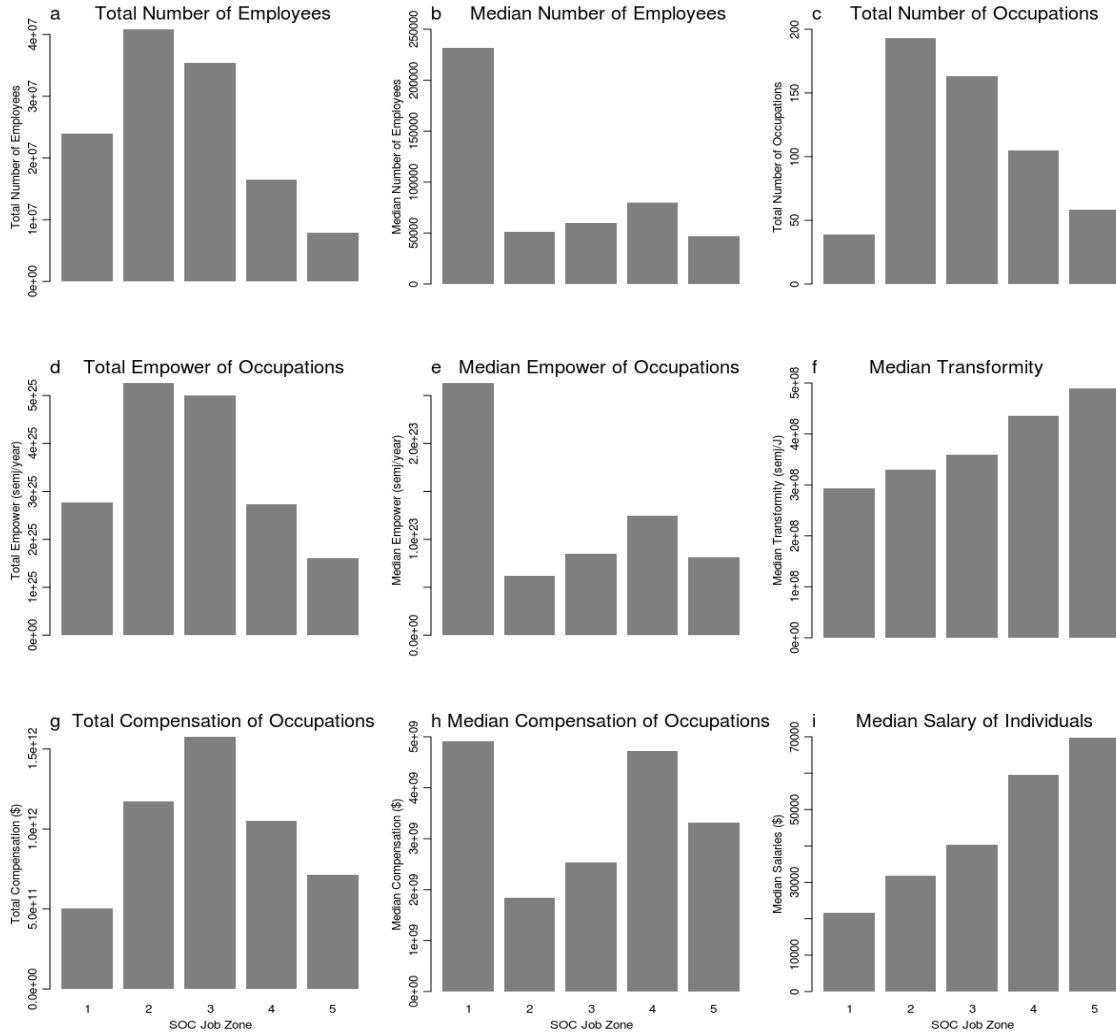 a Total Number of Employees
Total Number of Employees
0e+00 1e+07 2e+07 3e+07 4e+07
b Median Number of Employees
Median Number of Employees
0 50000 100000 150000 200000 250000
c Total Number of Occupations
Total Number of Occupations
0 50 100 150 200
d Total Empower of Occupations
Total Empower (semj/year)
0e+00 1e+25 2e+25 3e+25 4e+25 5e+25
e Median Empower of Occupations
Median Empower (semj/year)
0.0e+00 1.0e+23 2.0e+23
f Median Transformity
Median Transformity (semj/J)
0e+00 1e+08 2e+08 3e+08 4e+08 5e+08
g Total Compensation of Occupations
Total Compensation ($)
0.0e+00 5.0e+11 1.0e+12 1.5e+12
1 2 3 4 5
SOC Job Zone
h Median Compensation of Occupations
Median Compensation ($)
0e+00 1e+09 2e+09 3e+09 4e+09 5e+09
1 2 3 4 5
SOC Job Zone
i Median Salary of Individuals
Median Salaries ($)
0 10000 30000 50000 70000
1 2 3 4 5
SOC Job Zone